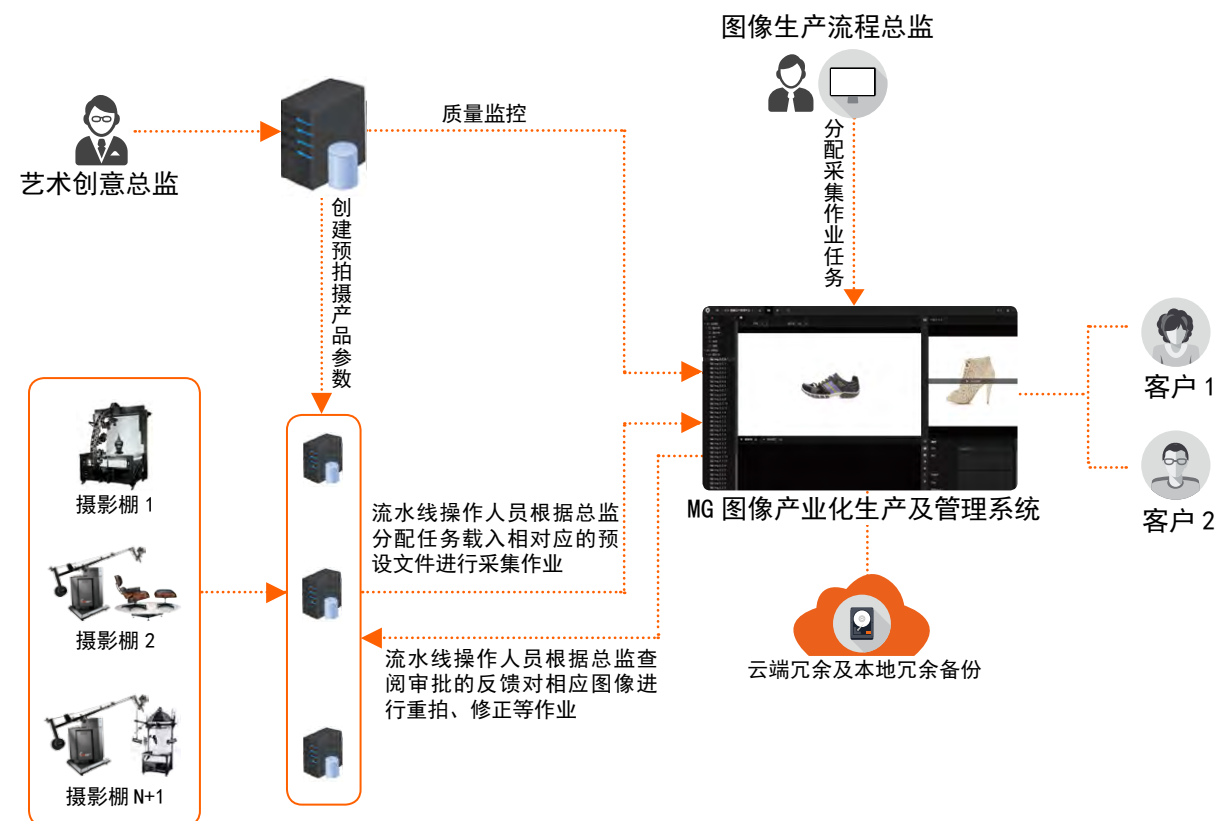 图像生产流程总监
质量监控
艺术创意总监
分配采集作业任务
创建预拍摄产品参数
客户 1
摄影棚 1
MG 图像产业化生产及管理系统
流水线操作人员根据总监
分配任务载入相对应的预
设文件进行采集作业
客户 2
摄影棚 2
流水线操作人员根据总监查
阅审批的反馈对相应图像进
行重拍、修正等作业
云端冗余及本地冗余备份
摄影棚 N+1